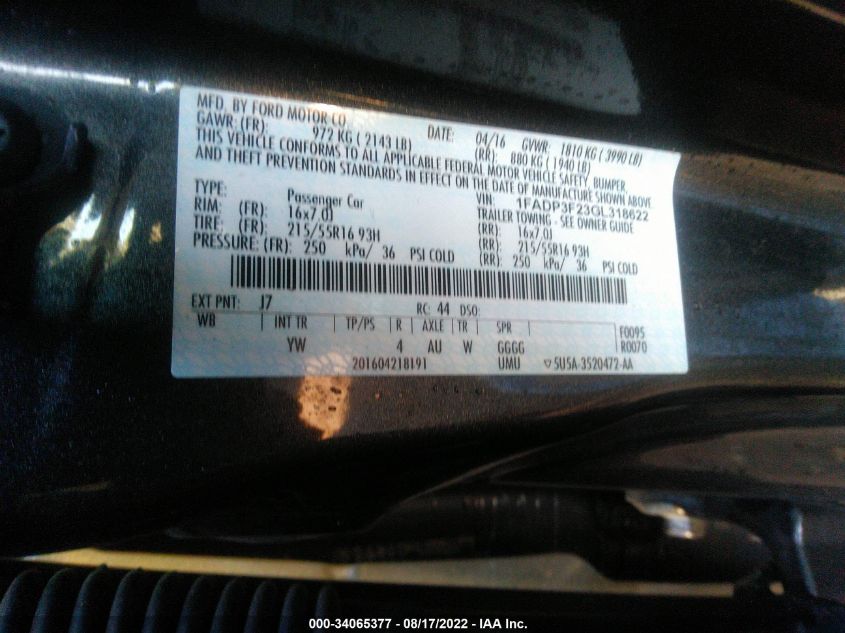 MFD. BY FORD MOTOR CO.
DATE: 04/16 GVWR: 1810 KG ( 3990 LB)
GAWR: (FR): 972 KG ( 2143 LB) (RR): 880 KG ( 1940 LB)
THIS VEHICLE CONFORMS TO ALL APPLICABLE FEDERAL MOTOR VEHICLE SAFETY, BUMPER,
AND THEFT PREVENTION STANDARDS IN EFFECT ON THE DATE OF MANUFACTURE SHOWN ABOVE
VIN: 1FADP3F23GL318622
TYPE: Passenger Car TRAILER TOWING - SEE OWNER GUIDE
RIM: (FR): 16x7.0J (RR): 16x7.0J
TIRE: (FR): 215/55R16 93H (RR): 215/55R16 93H
PRESSURE: (FR): 250 kPa/ 36 PSI COLD (RR): 250 kPa/ 36 PSI COLD
EXT PNT: J7 RC: 44 DSO:
WB INT TR TP/PS R AXLE TR SPR F0095
YW 4 AU W GGGG R0070
201604218191 UMU ▽5U5A-3520472-AA
000-34065377 - 08/17/2022 - IAA Inc.